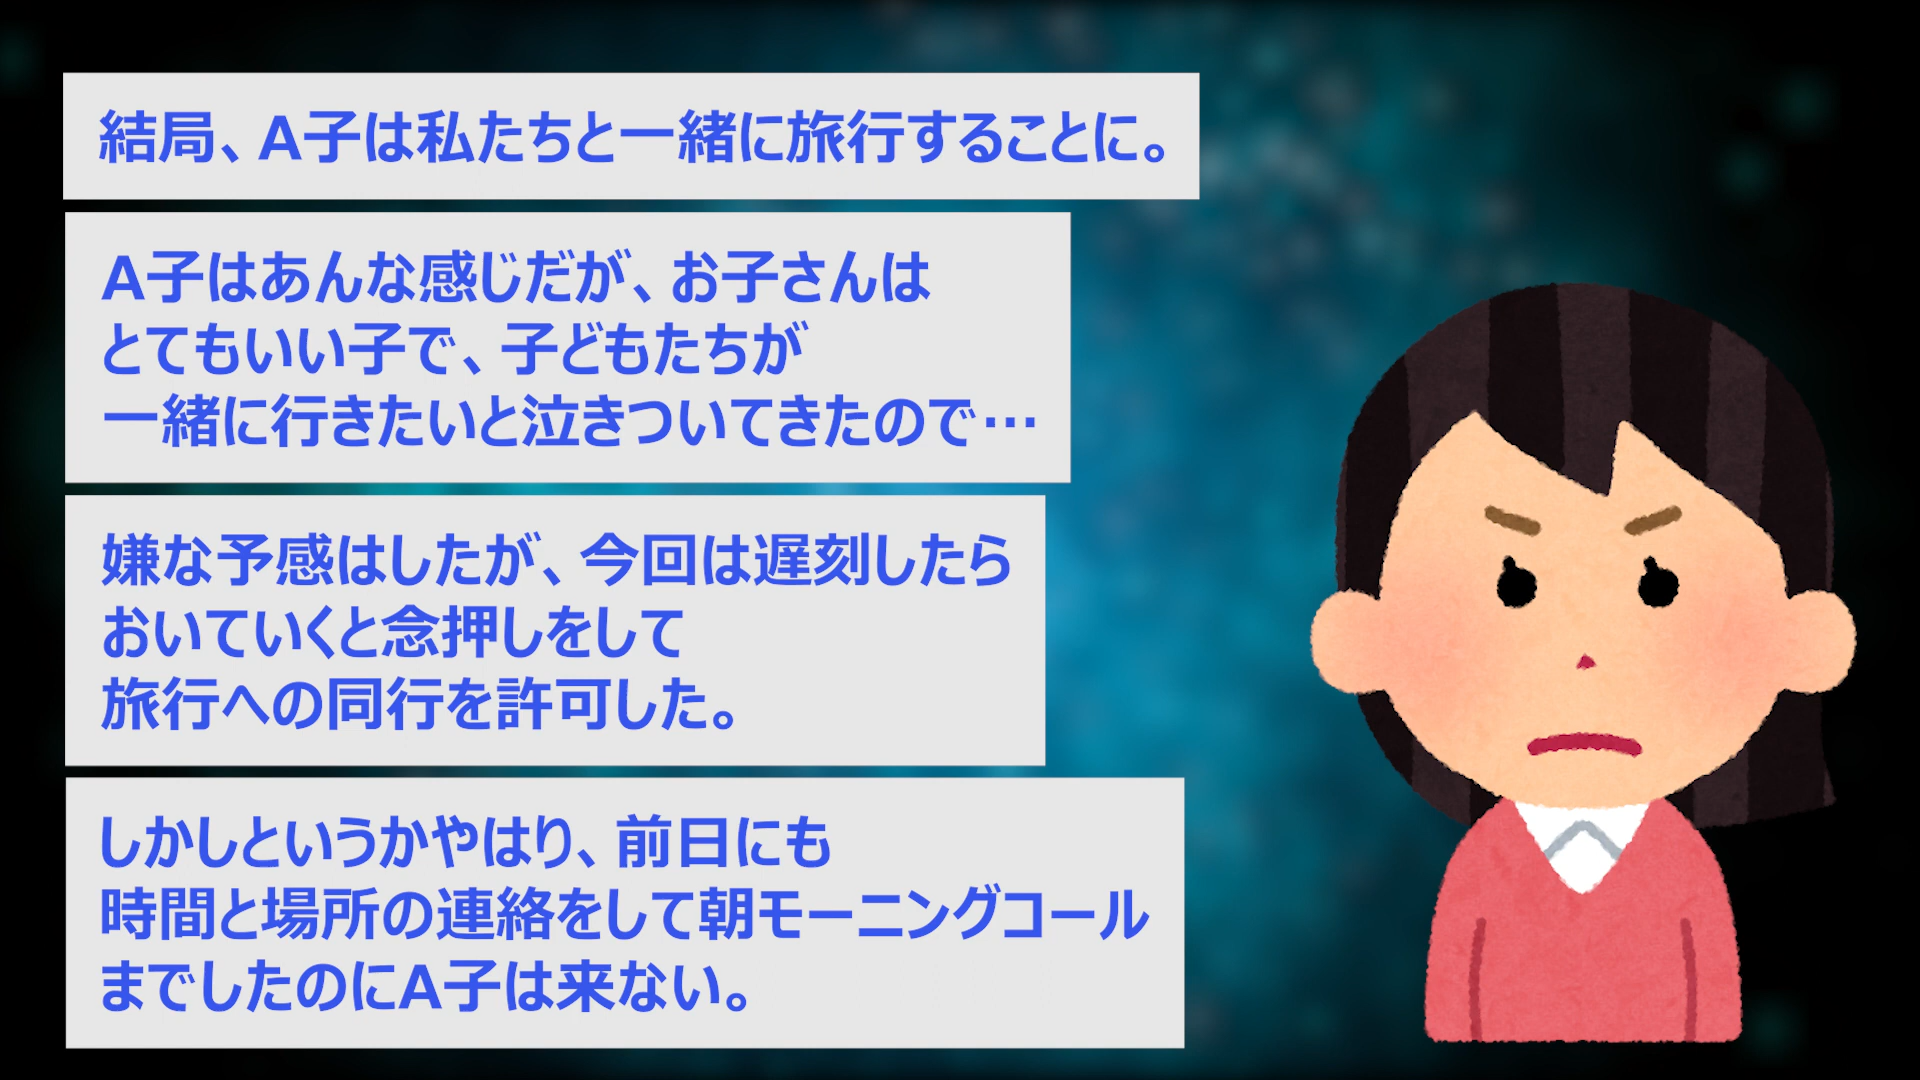 結局、A子は私たちと一緒に旅行することに。
A子はあんな感じだが、お子さんは
とてもいい子で、子どもたちが
一緒に行きたいと泣きついてきたので…
嫌な予感はしたが、今回は遅刻したら
おいていくと念押しをして
旅行への同行を許可した。
しかしというかやはり、前日にも
時間と場所の連絡をして朝モーニングコール
までしたのにA子は来ない。